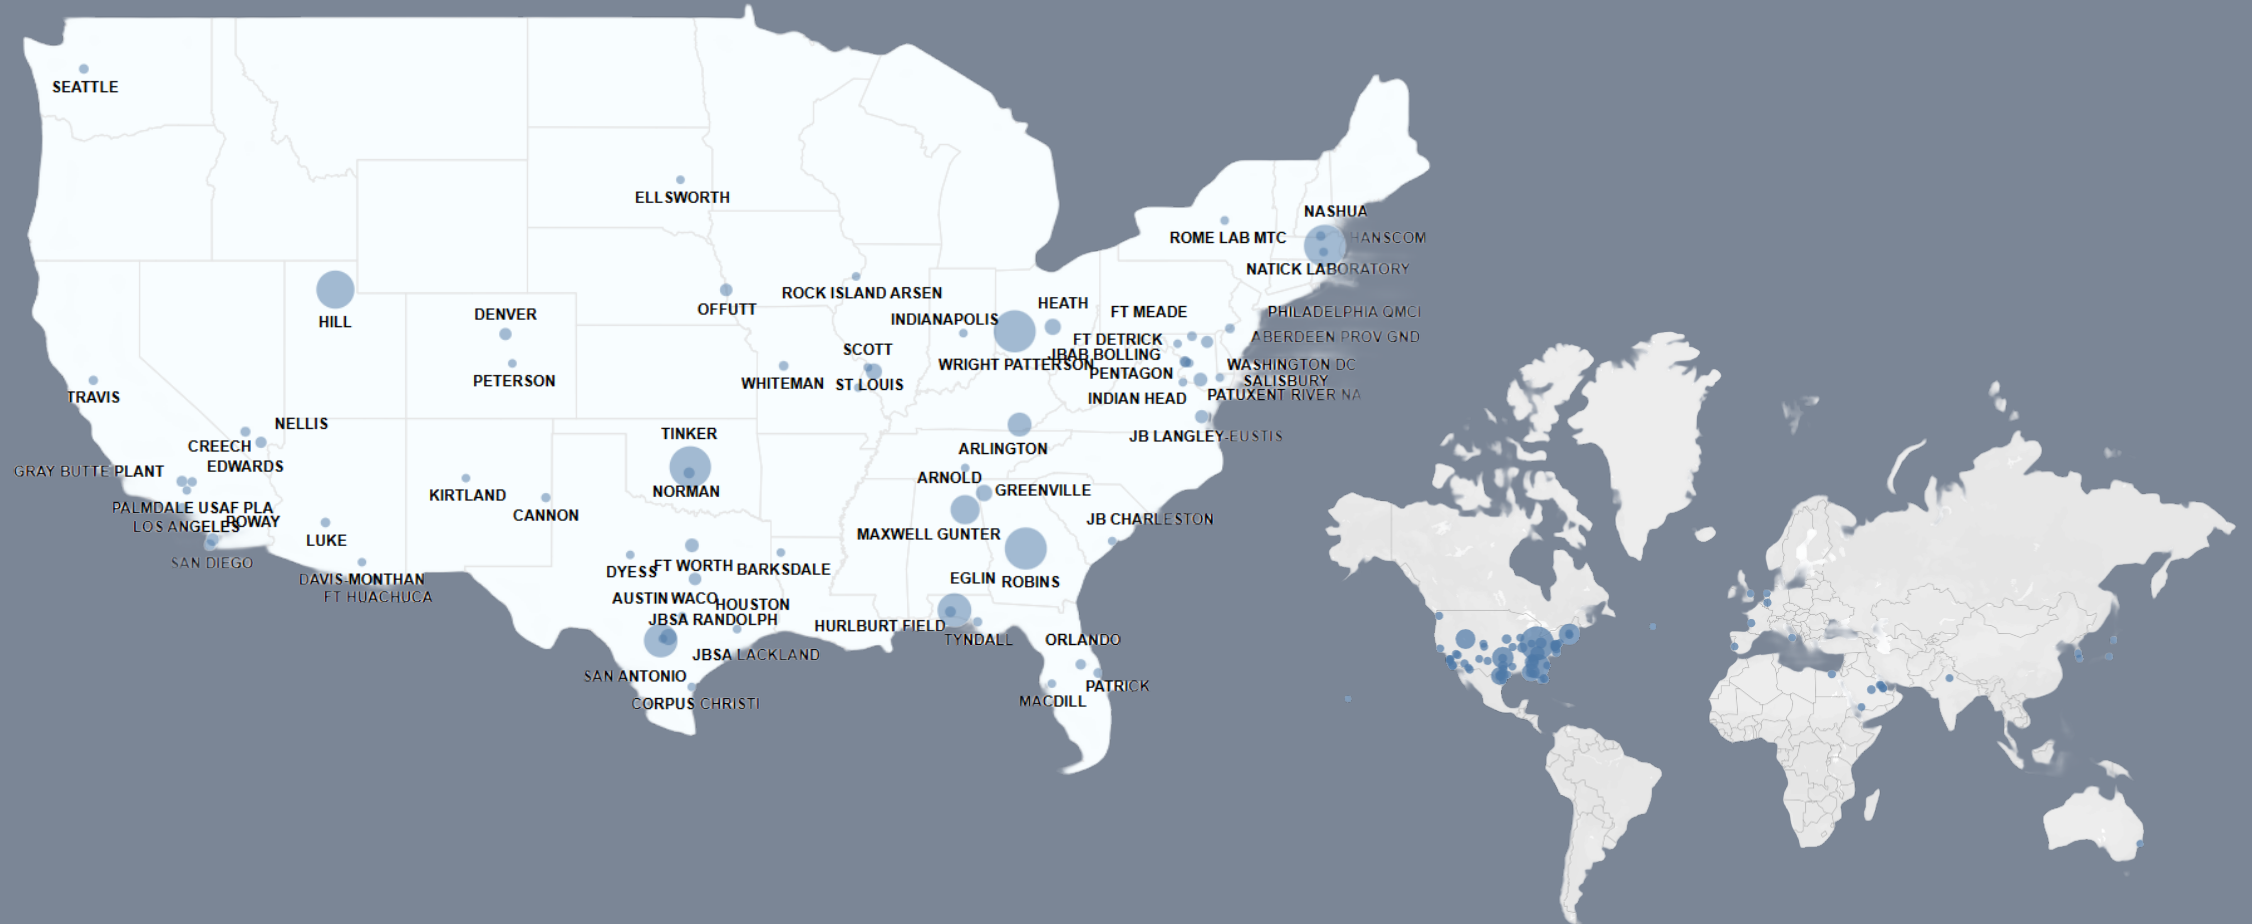 SEATTLE
ELLSWORTH
NASHUA
ROME LAB MTC
HANSCOM
NATICK LABORATORY
ROCK ISLAND ARSEN
OFFUTT
HEATH
FT MEADE
PHILADELPHIA QMCI
HILL
DENVER
INDIANAPOLIS
ABERDEEN PROV GND
FT DETRICK
SCOTT
JBAB BOLLING
WRIGHT PATTERSON
WASHINGTON DC
PENTAGON
PETERSON
WHITEMAN
ST LOUIS
SALISBURY
TRAVIS
INDIAN HEAD
PATUXENT RIVER NA
NELLIS
TINKER
JB LANGLEY-EUSTIS
CREECH
ARLINGTON
EDWARDS
GRAY BUTTE PLANT
ARNOLD
KIRTLAND
NORMAN
GREENVILLE
PALMDALE USAF PLA
CANNON
JB CHARLESTON
LOS ANGELES
POWAY
LUKE
MAXWELL GUNTER
SAN DIEGO
DYESS
FT WORTH
BARKSDALE
DAVIS-MONTHAN
EGLIN
ROBINS
FT HUACHUCA
AUSTIN
WACO
HOUSTON
JBSA RANDOLPH
HURLBURT FIELD
TYNDALL
ORLANDO
JBSA LACKLAND
SAN ANTONIO
PATRICK
CORPUS CHRISTI
MACDILL